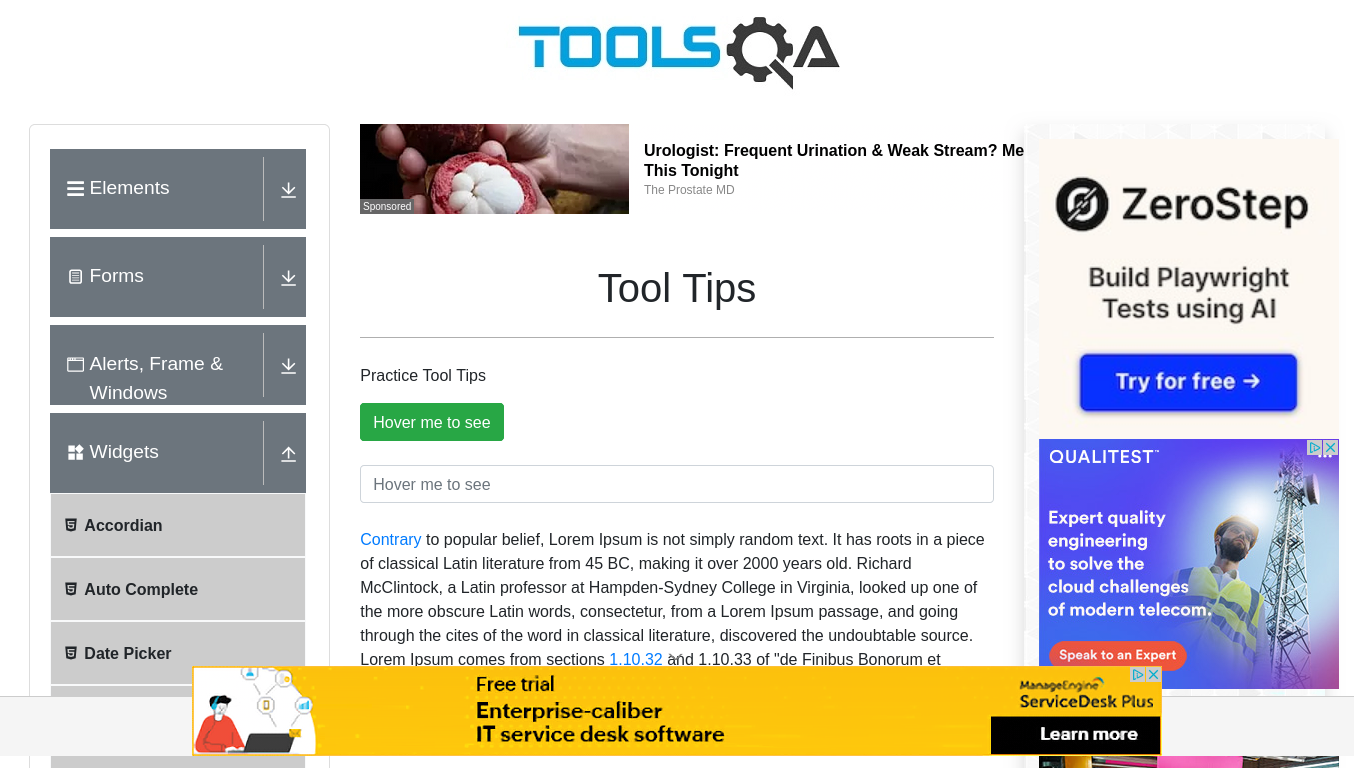 TOOLSQA
Elements
Forms
Alerts, Frame &
Windows
Widgets
Accordian
Auto Complete
Date Picker
Sponsored
Urologist: Frequent Urination & Weak Stream? Me
This Tonight
The Prostate MD
Tool Tips
Practice Tool Tips
Hover me to see
Hover me to see
Contrary to popular belief, Lorem Ipsum is not simply random text. It has roots in a piece
of classical Latin literature from 45 BC, making it over 2000 years old. Richard
McClintock, a Latin professor at Hampden-Sydney College in Virginia, looked up one of
the more obscure Latin words, consectetur, from a Lorem Ipsum passage, and going
through the cites of the word in classical literature, discovered the undoubtable source.
Lorem Ipsum comes from sections 1.10.32 and 1.10.33 of "de Finibus Bonorum et
ZeroStep
Build Playwright
Tests using AI
Try for free →
QUALITEST™
Expert quality
engineering
to solve the
cloud challenges
of modern telecom.
Speak to an Expert
Free trial
Enterprise-caliber
IT service desk software
ManageEngine
ServiceDesk Plus
Learn more